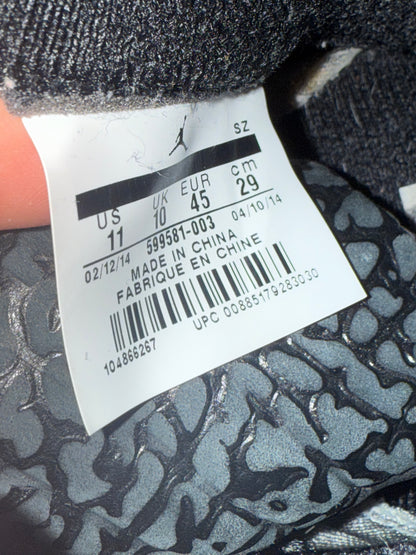 SZ
US UK EUR cm
11 10 45 29
02/12/14 599581-003 04/10/14
MADE IN CHINA
FABRIQUE EN CHINE
104866267 UPC 00885179283030